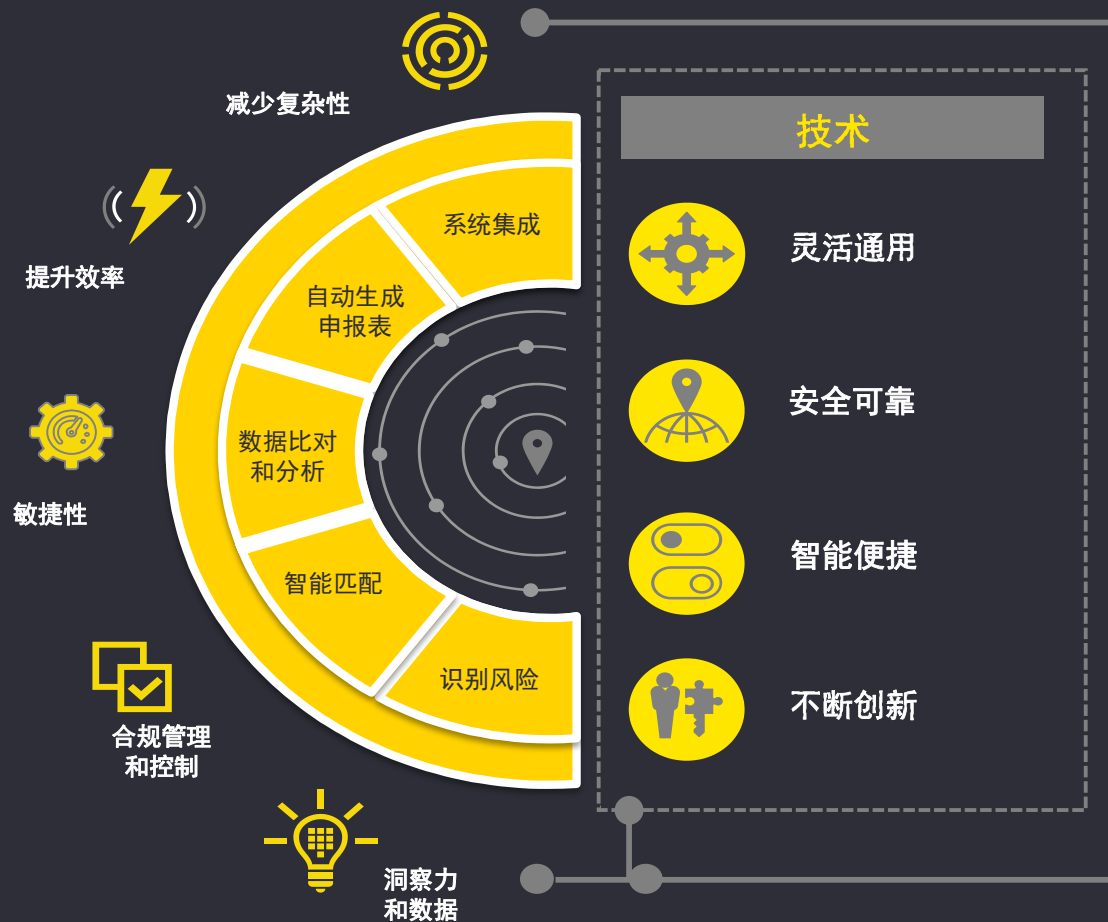 减少复杂性
提升效率
敏捷性
合规管理
和控制
洞察力
和数据
系统集成
自动生成
申报表
数据比对
和分析
智能匹配
识别风险
技术
灵活通用
安全可靠
智能便捷
不断创新